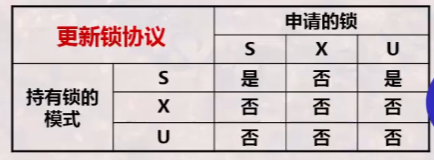 更新锁协议
申请的锁
S X U
持有锁的模式
S 是 否 是
X 否 否 否
U 否 否 否